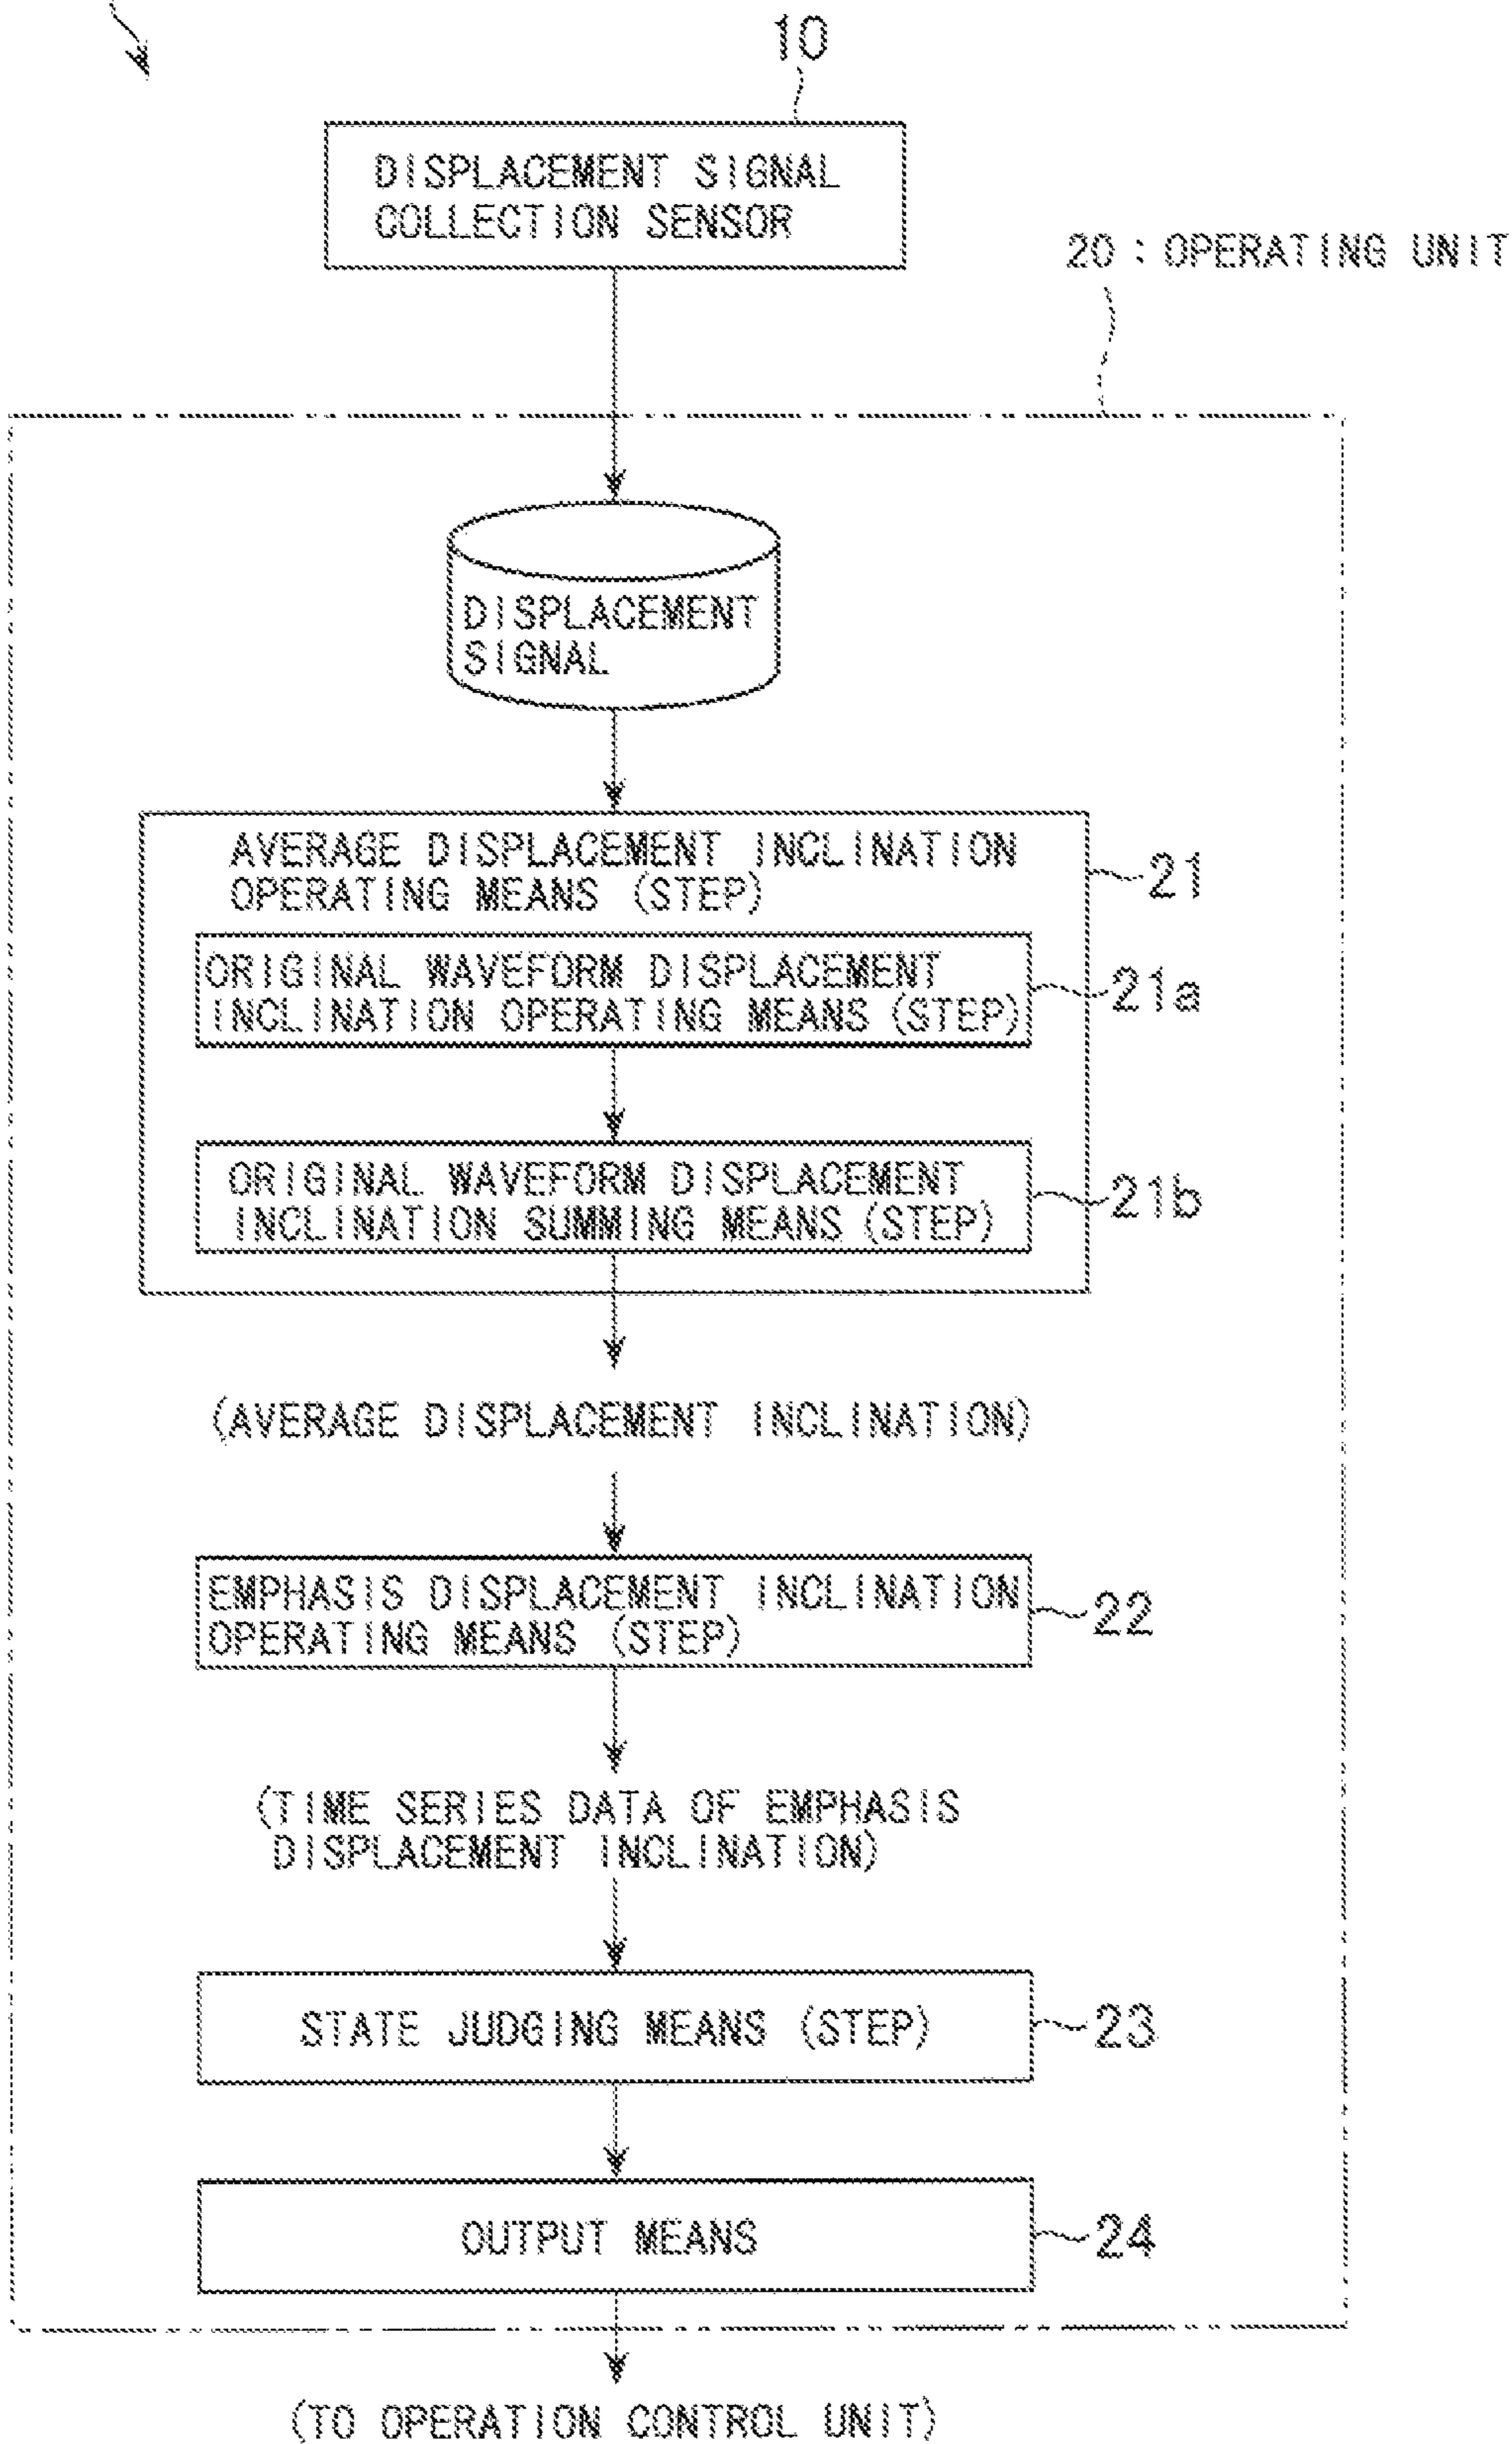 10
DISPLACEMENT SIGNAL
COLLECTION SENSOR
20 : OPERATING UNIT
DISPLACEMENT
SIGNAL
AVERAGE DISPLACEMENT INCLINATION
OPERATING MEANS (STEP)
21
ORIGINAL WAVEFORM DISPLACEMENT
INCLINATION OPERATING MEANS (STEP)
21a
ORIGINAL WAVEFORM DISPLACEMENT
INCLINATION SUMMING MEANS (STEP)
21b
(AVERAGE DISPLACEMENT INCLINATION)
EMPHASIS DISPLACEMENT INCLINATION
OPERATING MEANS (STEP)
22
(TIME SERIES DATA OF EMPHASIS
DISPLACEMENT INCLINATION)
STATE JUDGING MEANS (STEP)
23
OUTPUT MEANS
24
(TO OPERATION CONTROL UNIT)